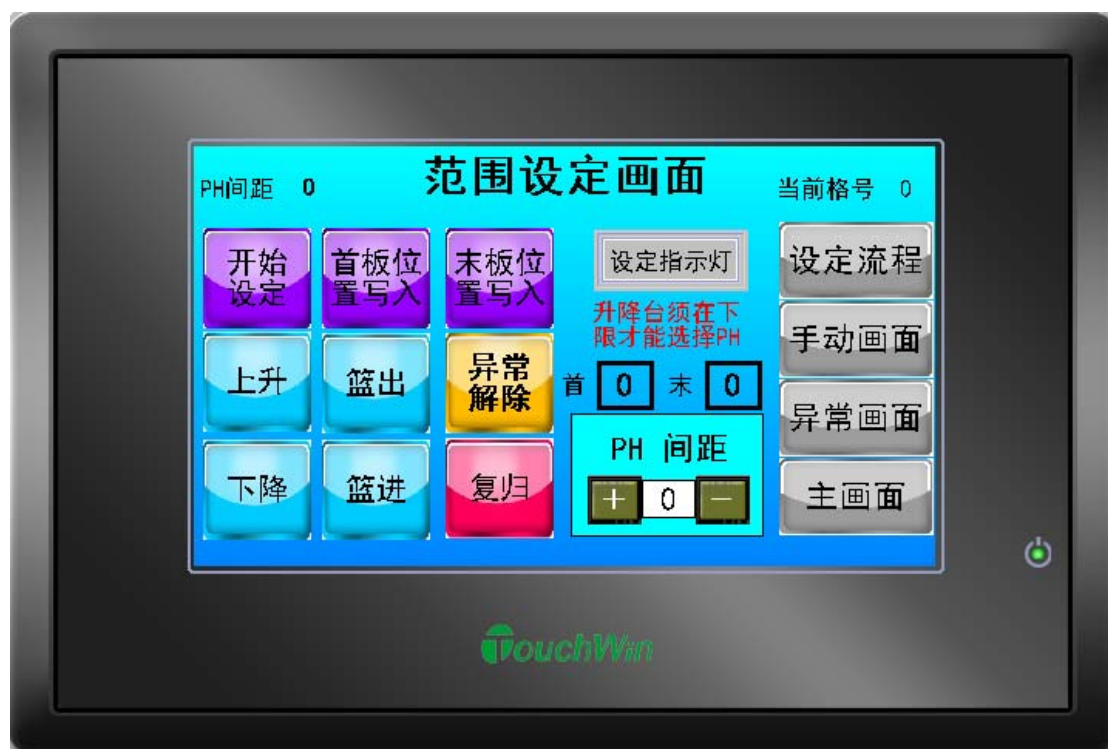 范围设定画面
PH间距 0
当前格号 0
开始
设定
首板位
置写入
末板位
置写入
设定指示灯
设定流程
升降台须在下
限才能选择PH
手动画面
上升
篮出
异常
解除
首 0 末 0
异常画面
PH 间距
下降
篮进
复归
+ 0 −
主画面
TouchWin